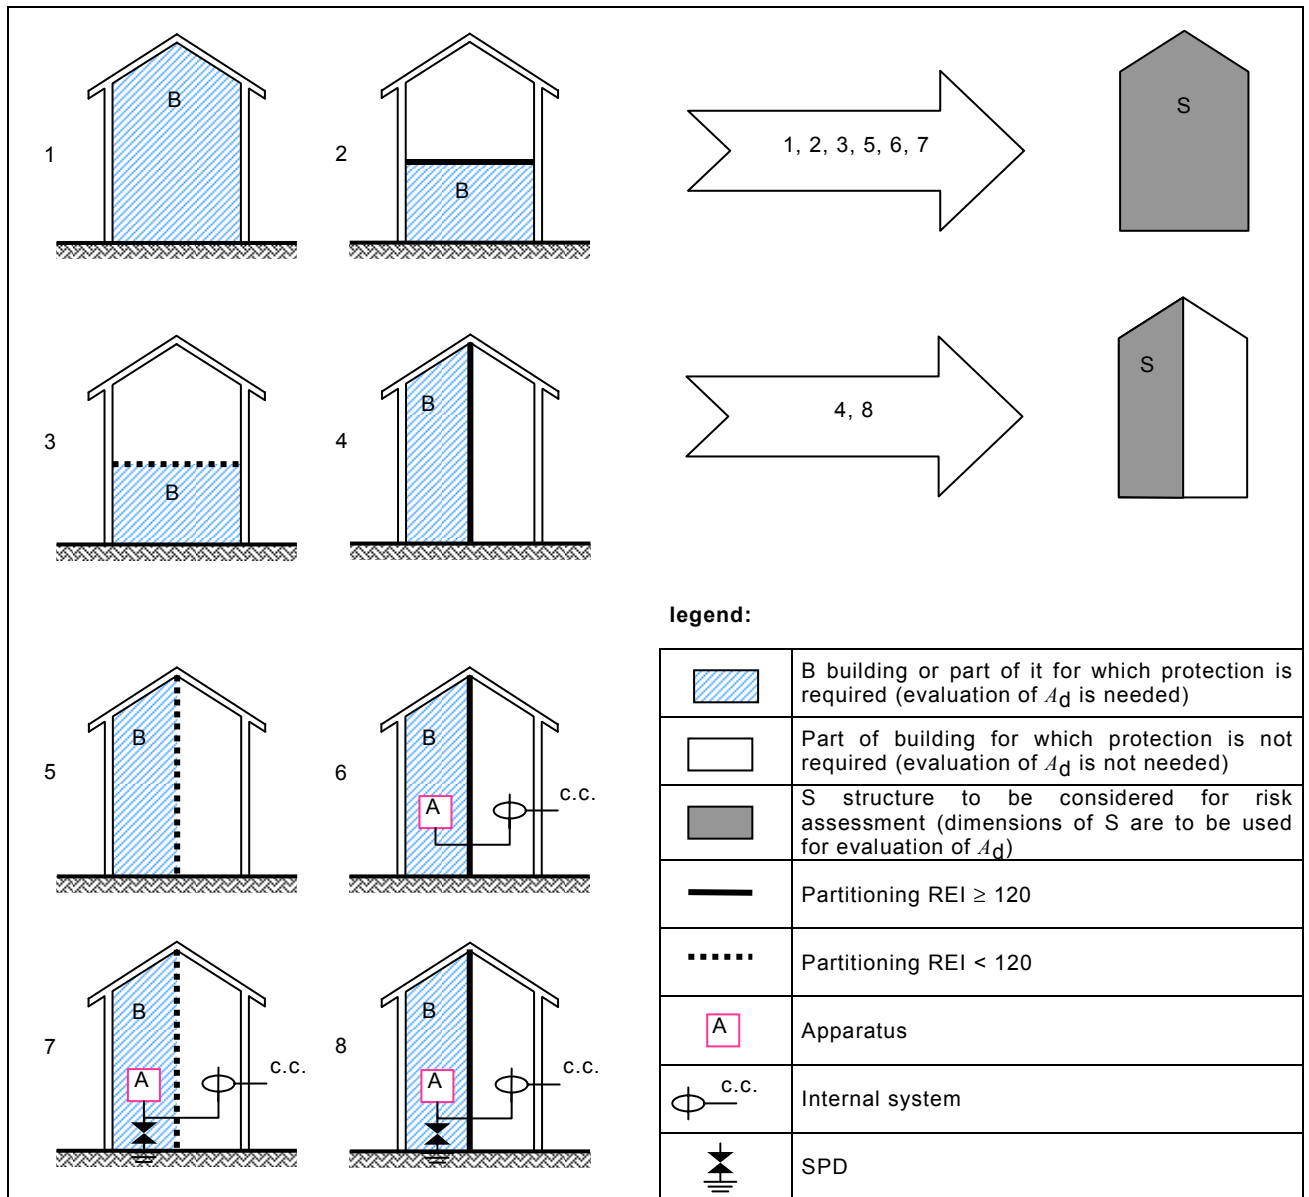 1
B
2
B
1, 2, 3, 5, 6, 7
S
3
B
4
B
4, 8
S
legend:
B building or part of it for which protection is
required (evaluation of Ad is needed)
Part of building for which protection is not
required (evaluation of Ad is not needed)
S structure to be considered for risk
assessment (dimensions of S are to be used
for evaluation of Ad)
Partitioning REI ≥ 120
Partitioning REI < 120
A
Apparatus
c.c.
Internal system
SPD
5
B
6
B
A
c.c.
7
B
A
c.c.
8
B
A
c.c.